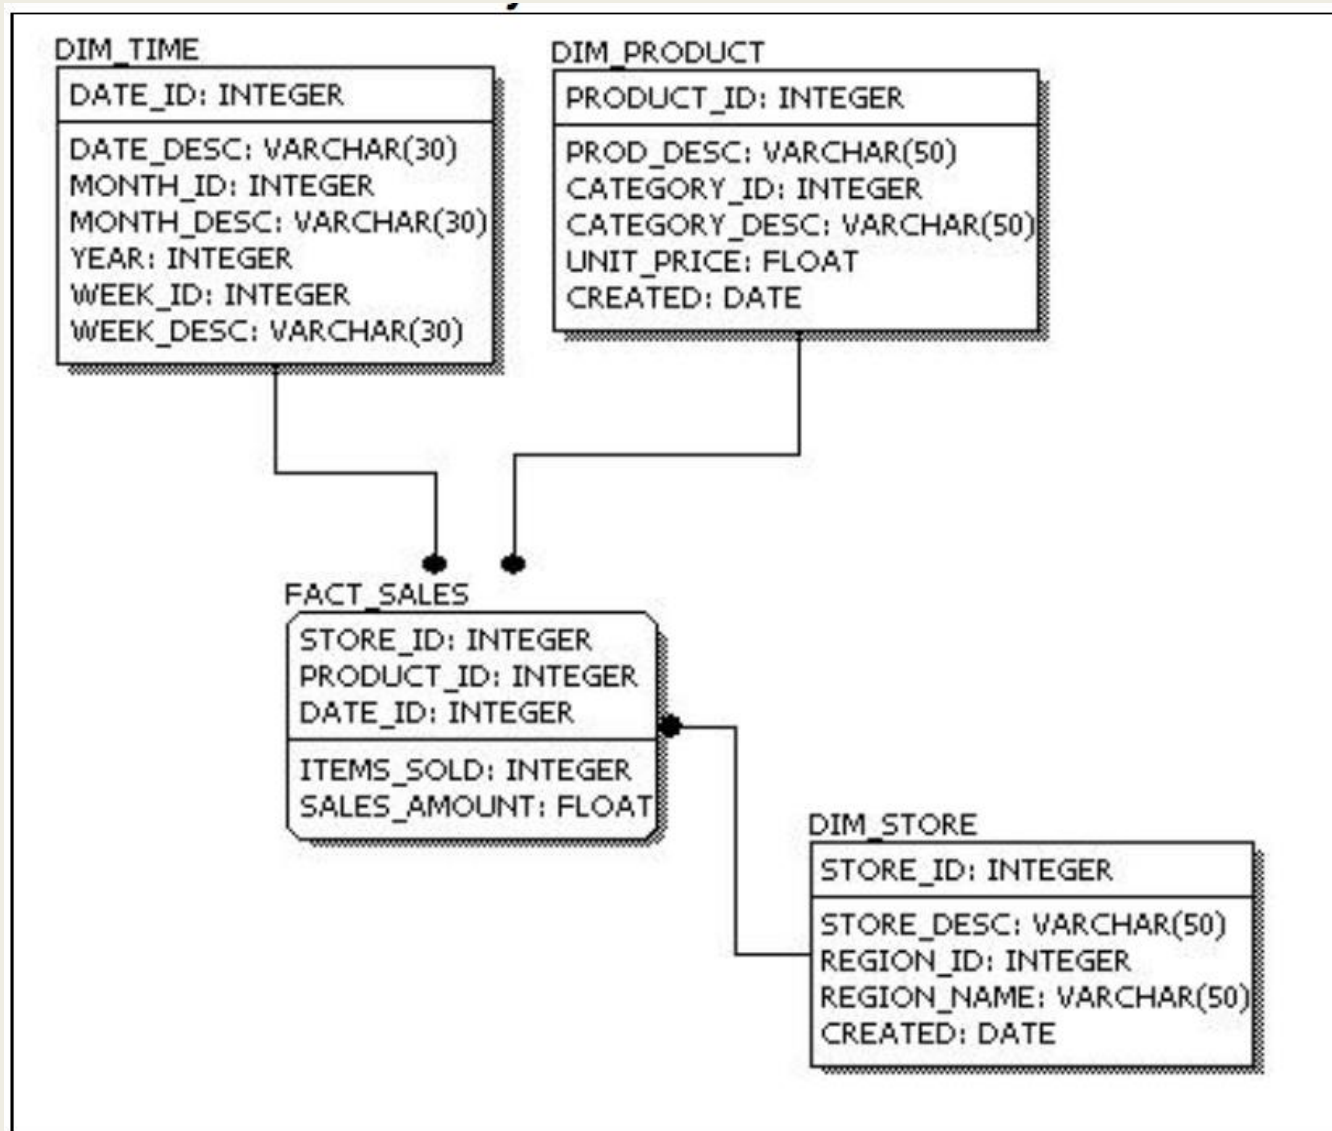 DIM_TIME
DATE_ID: INTEGER
DATE_DESC: VARCHAR(30)
MONTH_ID: INTEGER
MONTH_DESC: VARCHAR(30)
YEAR: INTEGER
WEEK_ID: INTEGER
WEEK_DESC: VARCHAR(30)
DIM_PRODUCT
PRODUCT_ID: INTEGER
PROD_DESC: VARCHAR(50)
CATEGORY_ID: INTEGER
CATEGORY_DESC: VARCHAR(50)
UNIT_PRICE: FLOAT
CREATED: DATE
FACT_SALES
STORE_ID: INTEGER
PRODUCT_ID: INTEGER
DATE_ID: INTEGER
ITEMS_SOLD: INTEGER
SALES_AMOUNT: FLOAT
DIM_STORE
STORE_ID: INTEGER
STORE_DESC: VARCHAR(50)
REGION_ID: INTEGER
REGION_NAME: VARCHAR(50)
CREATED: DATE